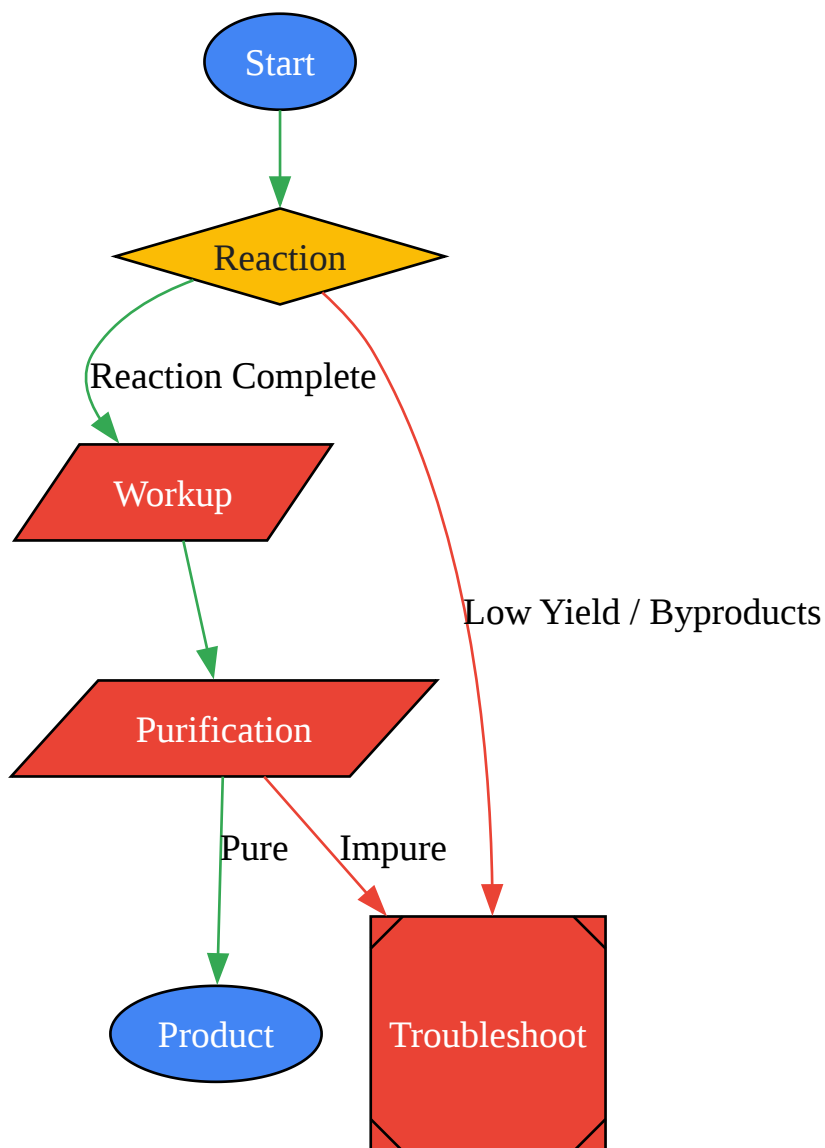 Start
Reaction
Reaction Complete
Workup
Low Yield / Byproducts
Purification
Pure
Impure
Product
Troubleshoot